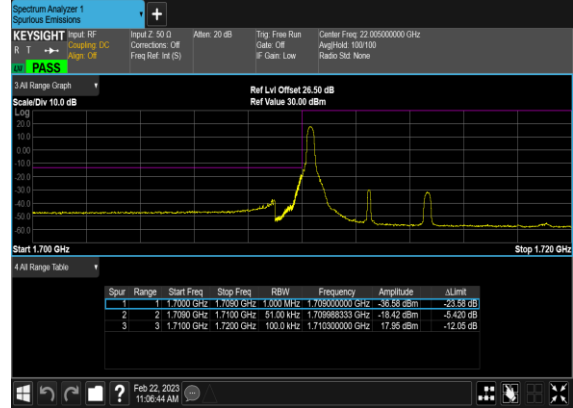 Spectrum Analyzer 1
Spurious Emissions
KEYSIGHT Input: RF Input Z: 50 Ω Atten: 20 dB Trig: Free Run Center Freq: 22.005000000 GHz
R T Coupling: DC Corrections: Off Gate: Off Avg|Hold: 100/100
Align: Off Freq Ref: Int (S) IF Gain: Low Radio Std: None
PASS
3 All Range Graph
Ref Lvl Offset 26.50 dB
Scale/Div 10.0 dB Ref Value 30.00 dBm
Log
20.0
10.0
0.00
-10.0
-20.0
-30.0
-40.0
-50.0
-60.0
Start 1.700 GHz Stop 1.720 GHz
4 All Range Table
Spur Range Start Freq Stop Freq RBW Frequency Amplitude ΔLimit
1 1 1.7000 GHz 1.7090 GHz 1.000 MHz 1.709000000 GHz -36.58 dBm -23.58 dB
2 2 1.7090 GHz 1.7100 GHz 51.00 kHz 1.709988333 GHz -18.42 dBm -5.420 dB
3 3 1.7100 GHz 1.7200 GHz 100.0 kHz 1.710300000 GHz 17.95 dBm -12.05 dB
? Feb 22, 2023
11:06:44 AM